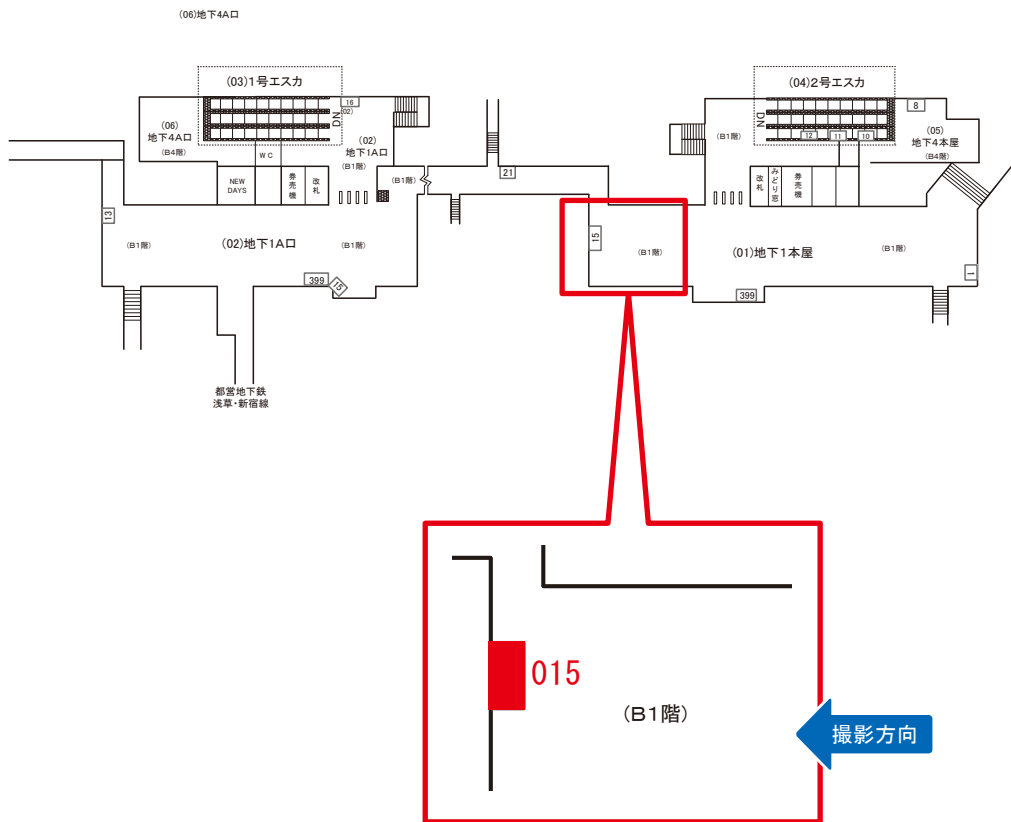 (06)地下4A口
(03)1号エスカ
(04)2号エスカ
16
(02)
DN
(06)
地下4A口
(B4階)
(02)
地下1A口
(B1階)
WC
NEW
DAYS
券売機
改札
(B1階)
21
DN
(B1階)
12
11
10
8
(05)
地下4本屋
(B4階)
改札
みどり窓
券売機
13
(B1階)
(02)地下1A口
(B1階)
15
(B1階)
(01)地下1本屋
(B1階)
1
399
15
399
都営地下鉄
浅草・新宿線
015
(B1階)
撮影方向